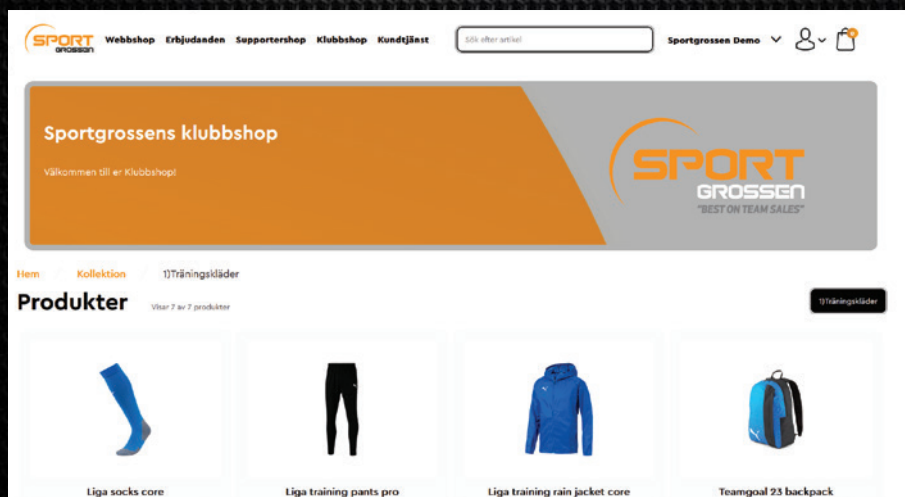 SPORT
GROSSEN
Webbshop Erbjudanden Supportershop Klubbshop Kundtjänst
Sök efter artikel
Sportgrossen Demo
Sportgrossens klubbshop
Välkommen till er Klubbshop!
SPORT
GROSSEN
"BEST ON TEAM SALES"
Hem Kollektion 1)Träningskläder
Produkter Visar 7 av 7 produkter
1)Träningskläder
Liga socks core Liga training pants pro Liga training rain jacket core Teamgoal 23 backpack